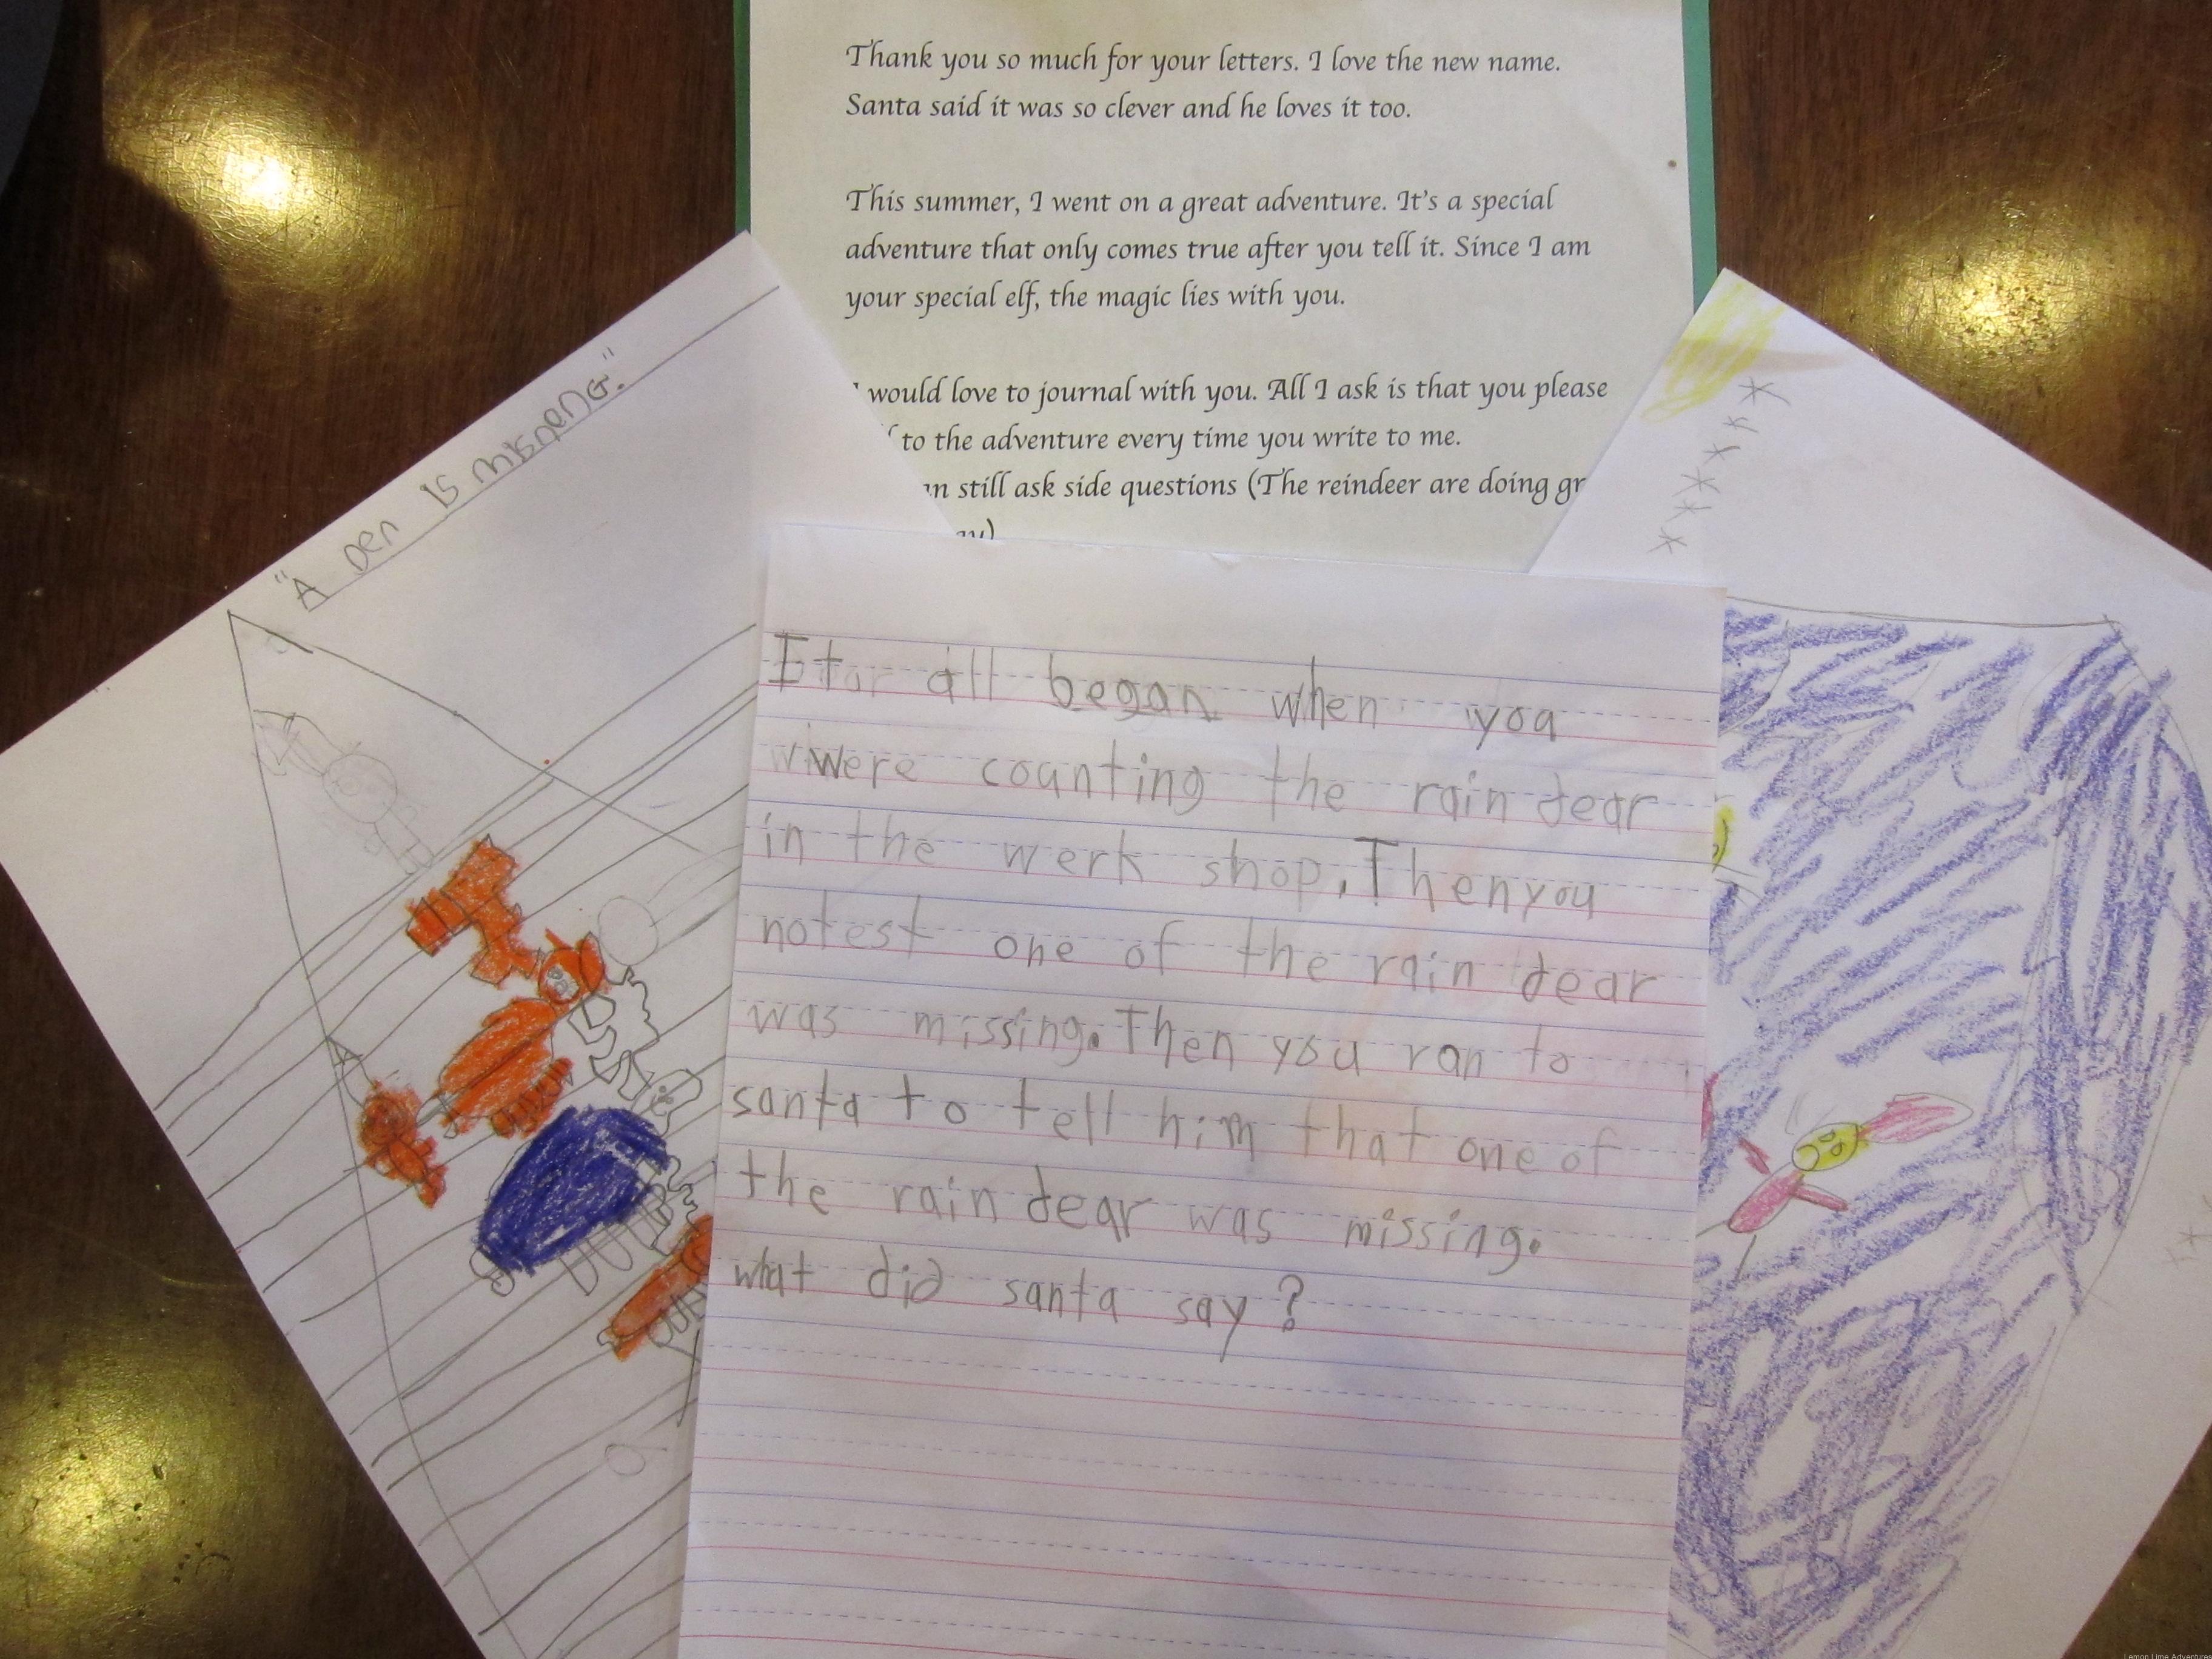 Thank you so much for your letters. I love the new name.
Santa said it was so clever and he loves it too.
This summer, I went on a great adventure. It's a special
adventure that only comes true after you tell it. Since I am
your special elf, the magic lies with you.
I would love to journal with you. All I ask is that you please
to the adventure every time you write to me.
still ask side questions (The reindeer are doing
"A Der Is misneng."
It all began when you
were counting the rain dear
in the werk shop. Then you
notest one of the rain dear
was missing. Then you ran to
santa to tell him that one of
the rain dear was missing.
what did santa say?
Lemon Lime Adventures